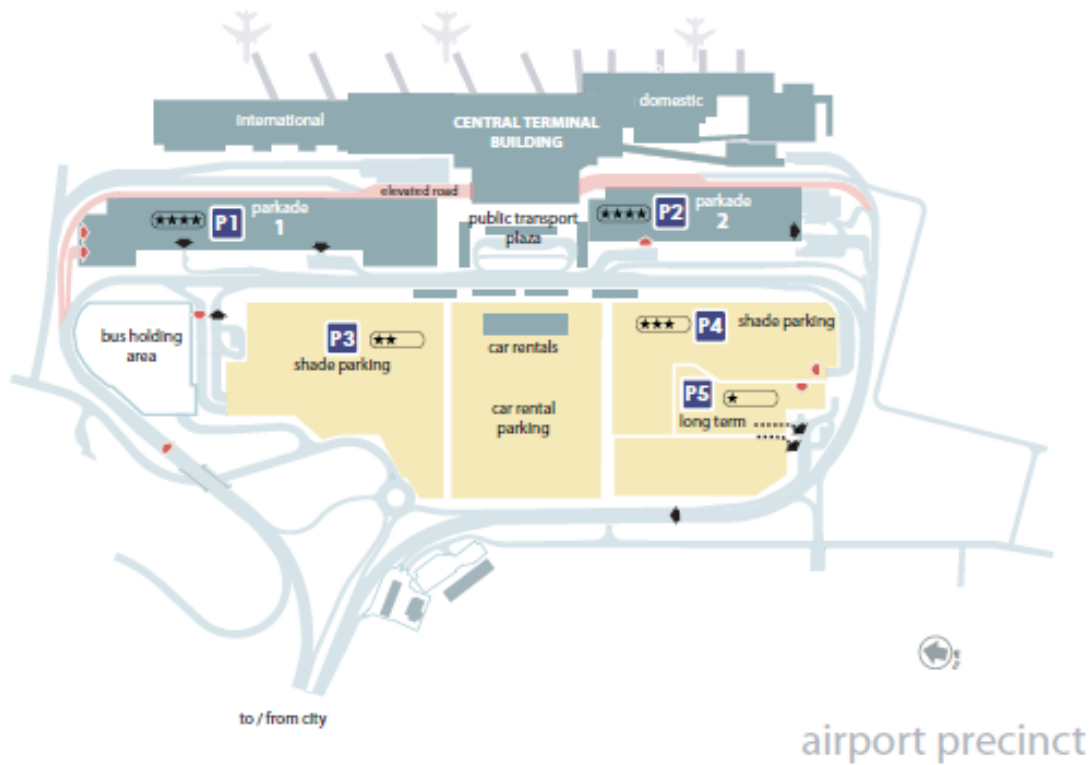 international
domestic
CENTRAL TERMINAL
BUILDING
elevated road
★★★★ P1 parkade
1
public transport
plaza
★★★★ P2 parkade
2
bus holding
area
P3 ★★
shade parking
car rentals
car rental
parking
★★★ P4 shade parking
P5 ★
long term
to / from city
airport precinct